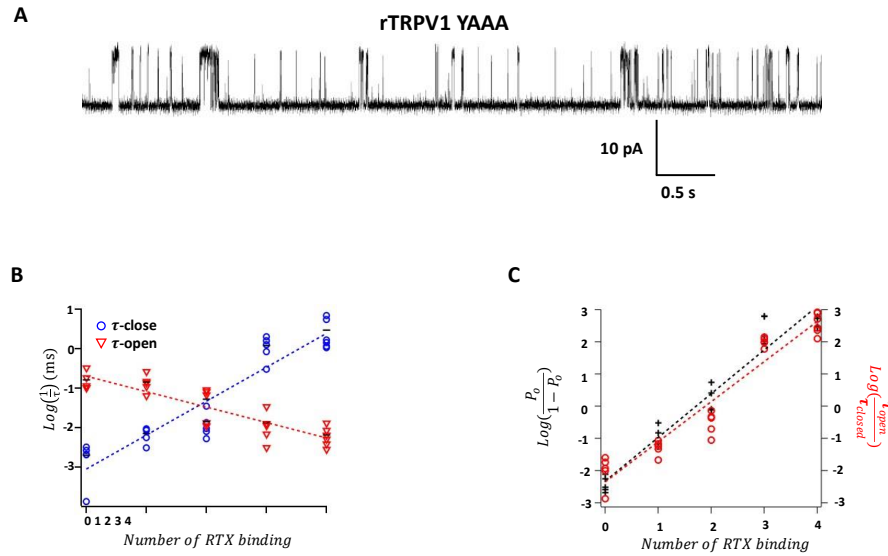 A
rTRPV1 YAAA
10 pA
0.5 s
B
1
0
-1
-2
-3
Log(1/τ) (ms)
τ-close
τ-open
0 1 2 3 4
Number of RTX binding
C
3
2
1
0
-1
-2
-3
Log(Po/1 − Po)
0 1 2 3 4
Number of RTX binding
3
2
1
0
-1
-2
-3
Log(τopen/τclosed)